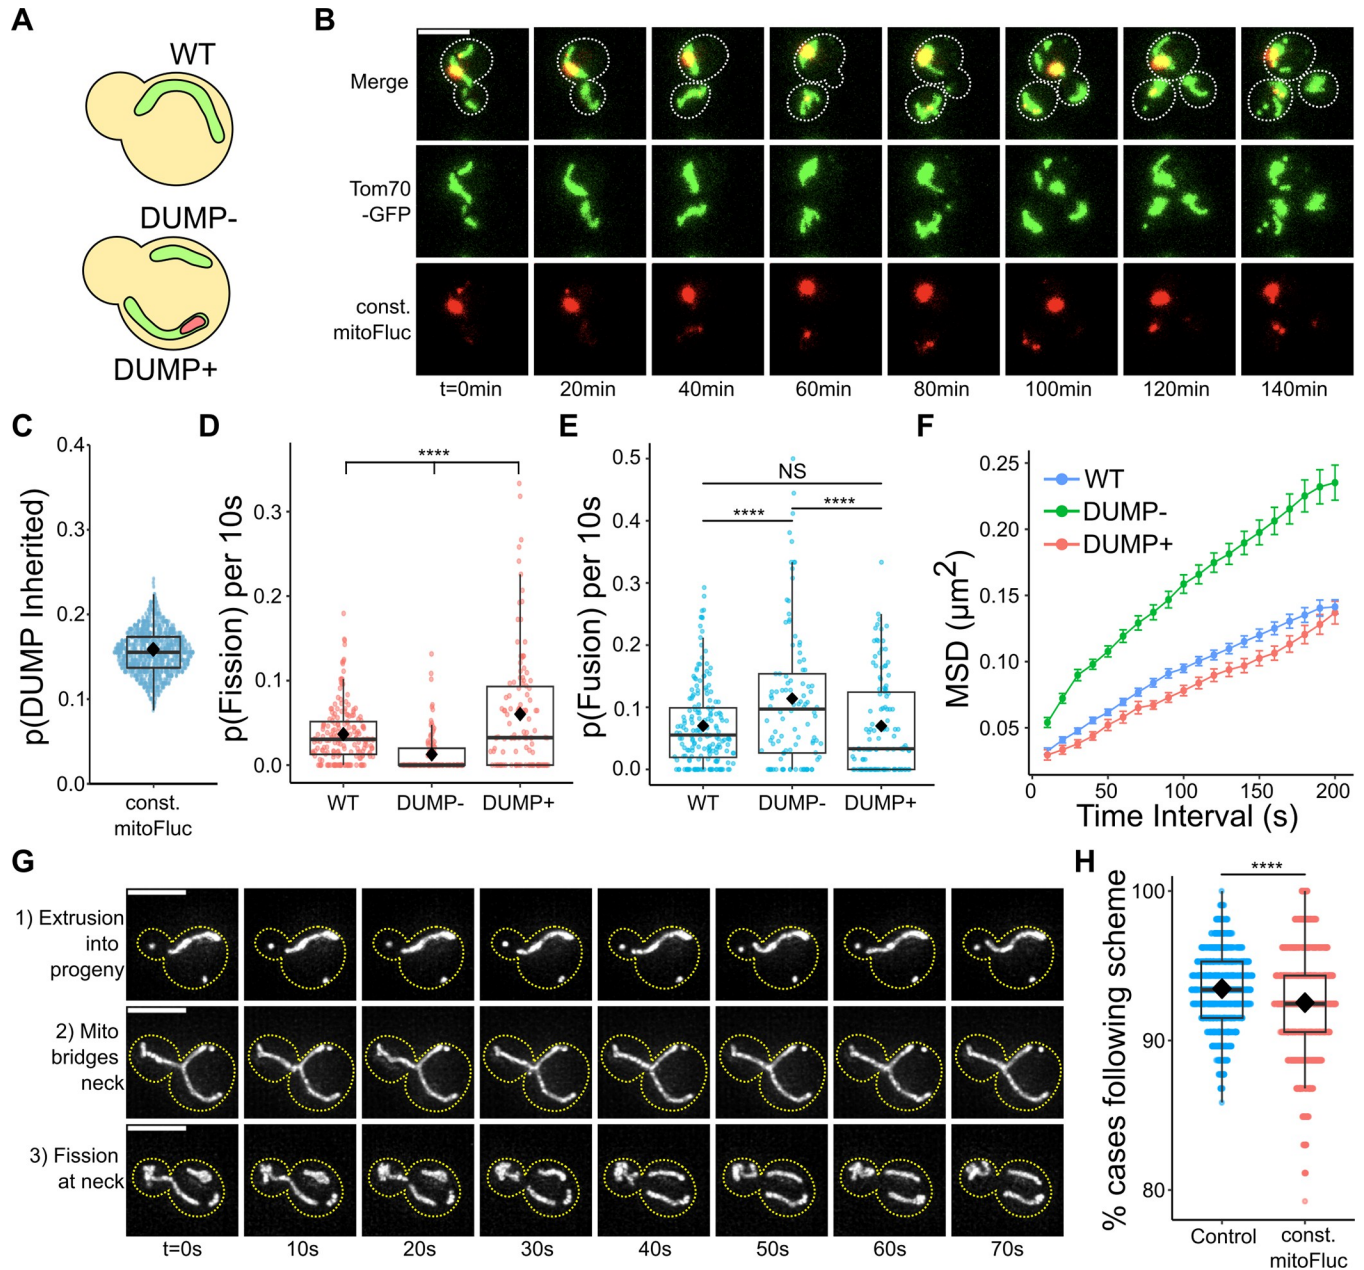 A
WT
DUMP-
DUMP+
B
Merge
Tom70
-GFP
const.
mitoFluc
t=0min
20min
40min
60min
80min
100min
120min
140min
C
p(DUMP Inherited)
0.4
0.3
0.2
0.1
0.0
const.
mitoFluc
D
p(Fission) per 10s
0.3
0.2
0.1
0.0
****
WT
DUMP-
DUMP+
E
p(Fusion) per 10s
0.5
0.4
0.3
0.2
0.1
0.0
NS
****
****
WT
DUMP-
DUMP+
F
MSD (µm2)
0.25
0.20
0.15
0.10
0.05
WT
DUMP-
DUMP+
0
50
100
150
200
Time Interval (s)
G
1) Extrusion
into
progeny
2) Mito
bridges
neck
3) Fission
at neck
t=0s
10s
20s
30s
40s
50s
60s
70s
H
% cases following scheme
100
90
80
****
Control
const.
mitoFluc